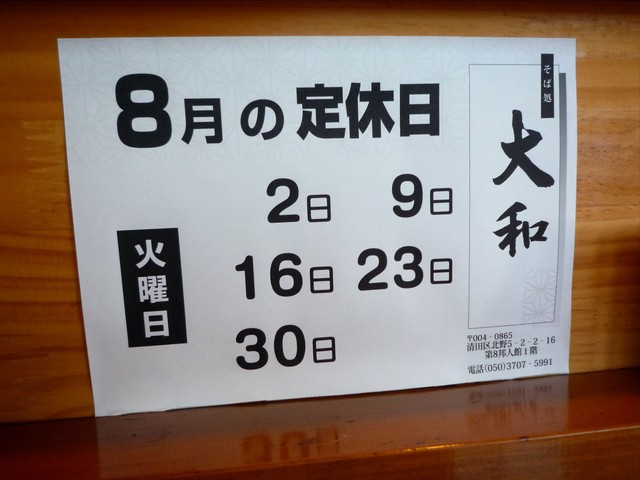 8月の定休日
2日 9日
火曜日
16日 23日
30日
そば処
大和
〒004-0865
清田区北野5-2-2-16
第8邦人館1階
電話(050)3707-5991